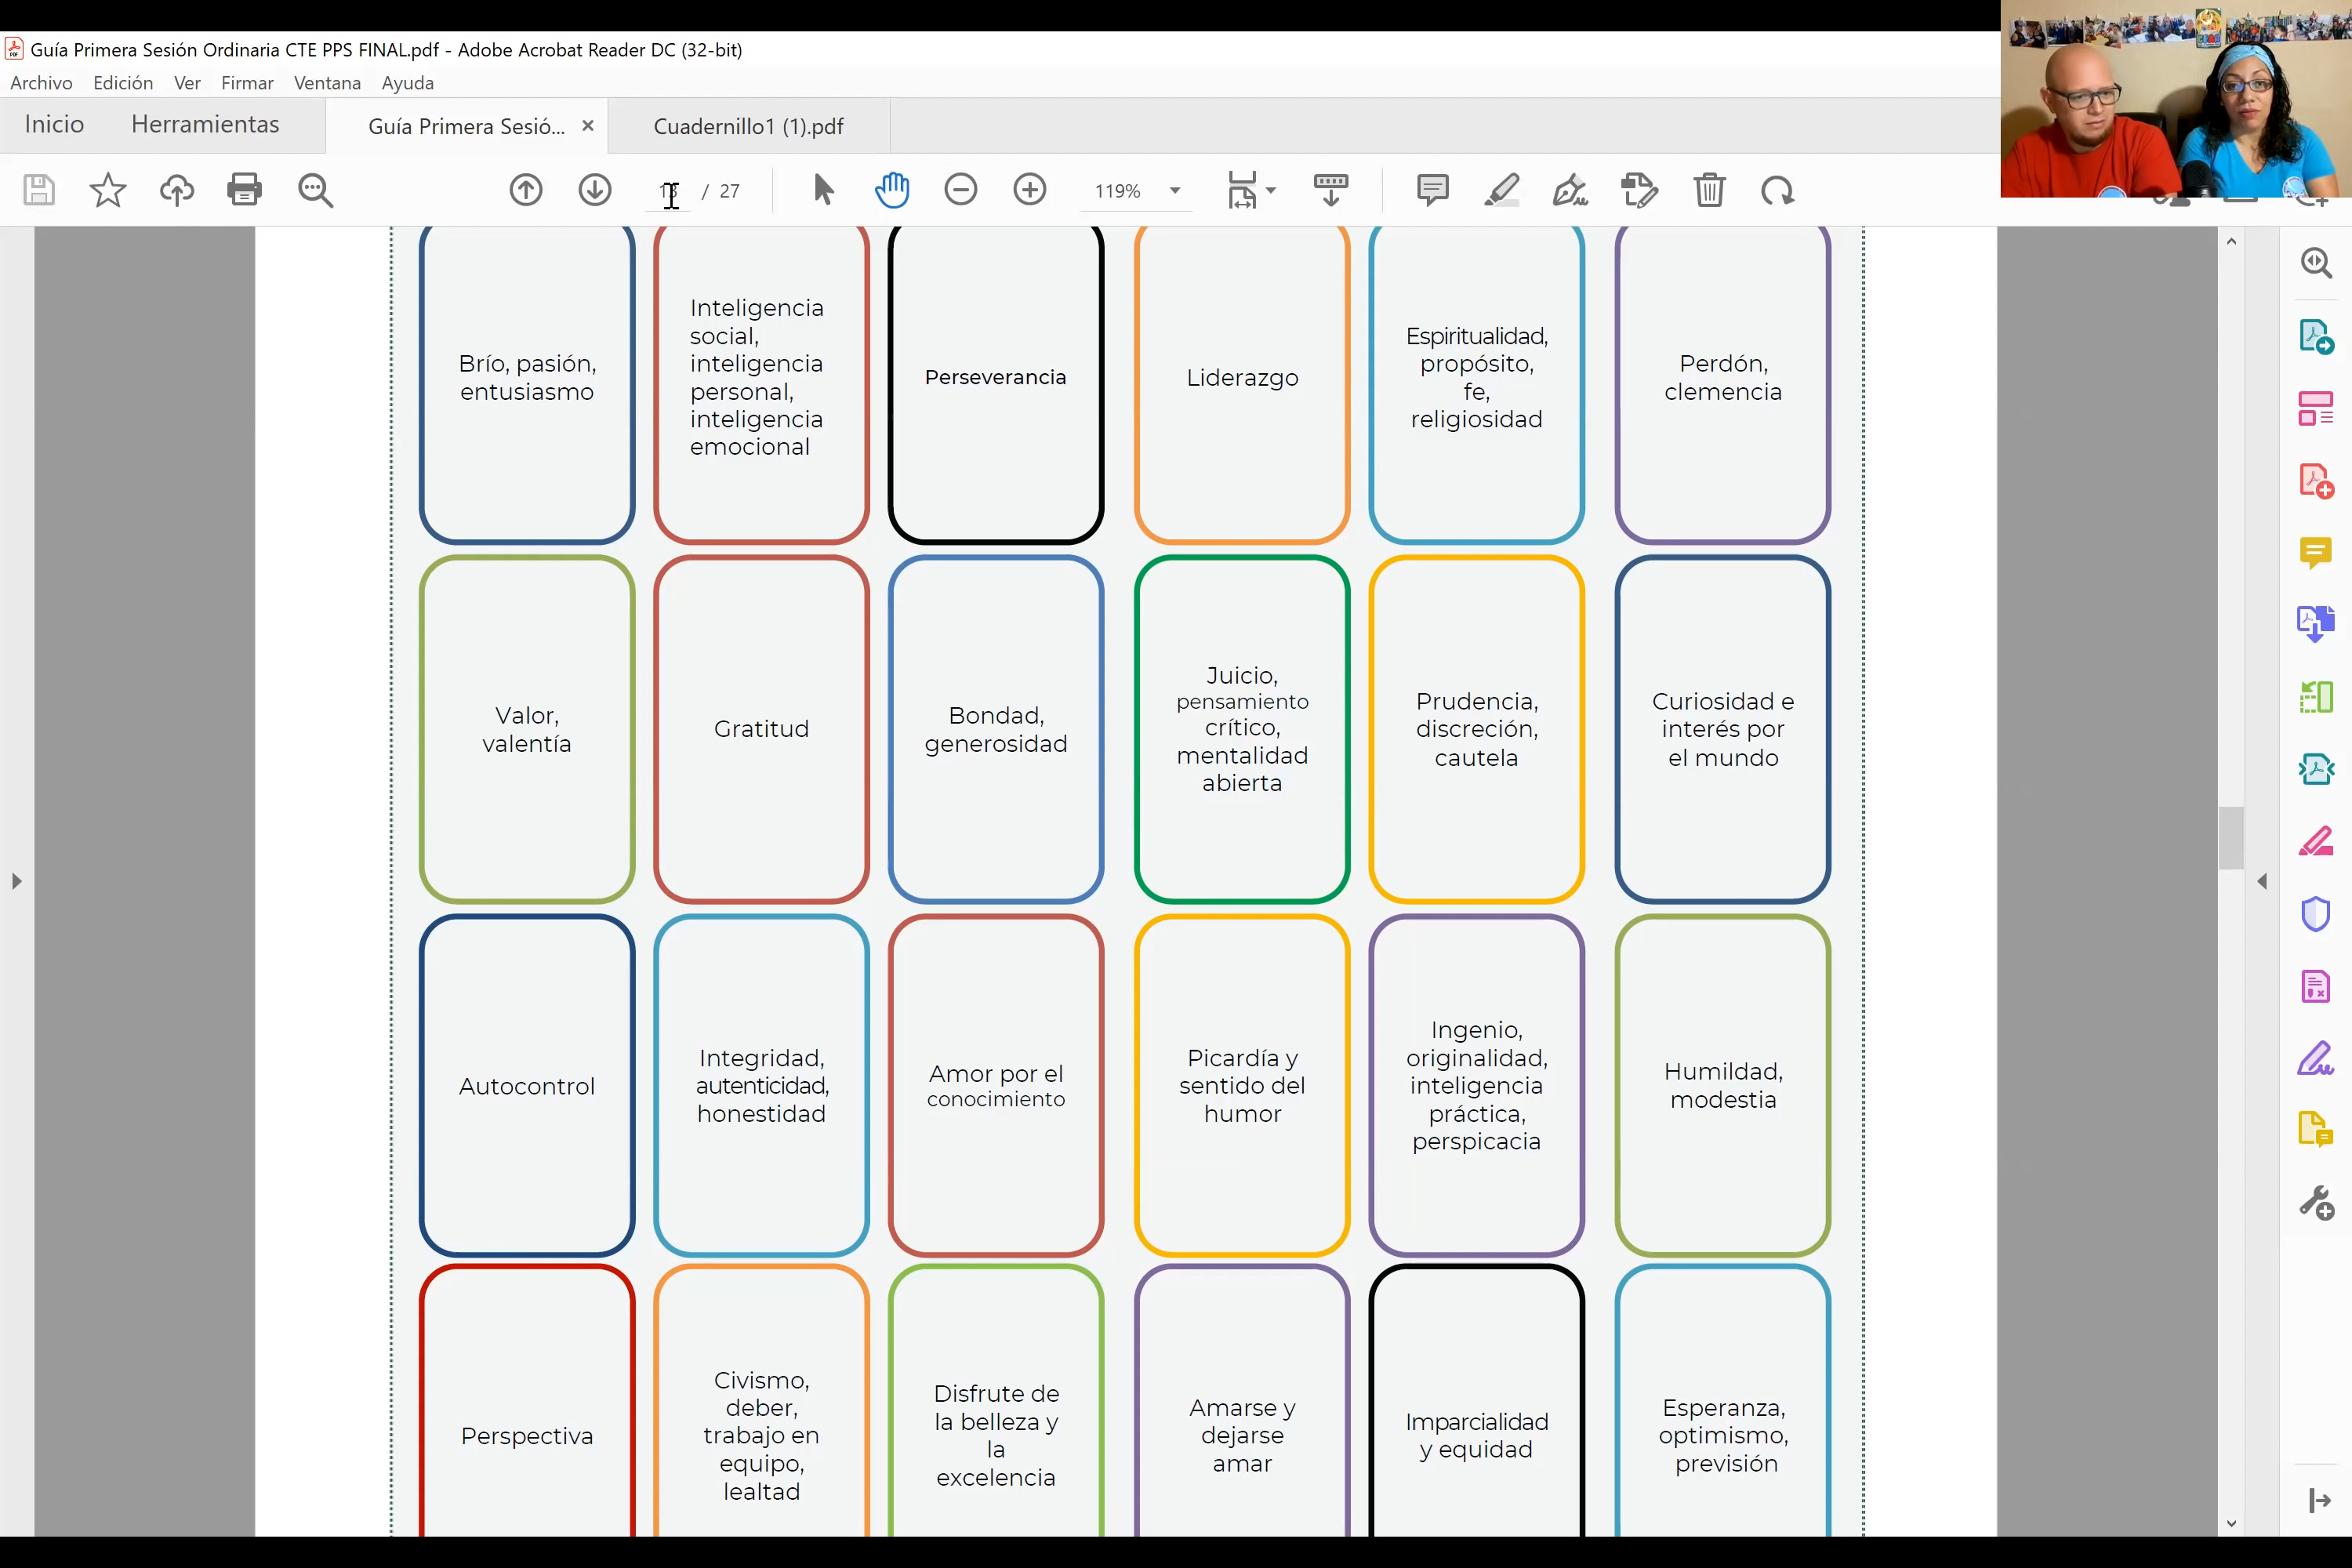 Guía Primera Sesión Ordinaria CTE PPS FINAL.pdf - Adobe Acrobat Reader DC (32-bit)
Archivo Edición Ver Firmar Ventana Ayuda
Inicio Herramientas Guía Primera Sesió... × Cuadernillo1 (1).pdf
/ 27 119%
Brío, pasión,
entusiasmo
Inteligencia
social,
inteligencia
personal,
inteligencia
emocional
Perseverancia
Liderazgo
Espiritualidad,
propósito,
fe,
religiosidad
Perdón,
clemencia
Valor,
valentía
Gratitud
Bondad,
generosidad
Juicio,
pensamiento
crítico,
mentalidad
abierta
Prudencia,
discreción,
cautela
Curiosidad e
interés por
el mundo
Autocontrol
Integridad,
autenticidad,
honestidad
Amor por el
conocimiento
Picardía y
sentido del
humor
Ingenio,
originalidad,
inteligencia
práctica,
perspicacia
Humildad,
modestia
Perspectiva
Civismo,
deber,
trabajo en
equipo,
lealtad
Disfrute de
la belleza y
la
excelencia
Amarse y
dejarse
amar
Imparcialidad
y equidad
Esperanza,
optimismo,
previsión